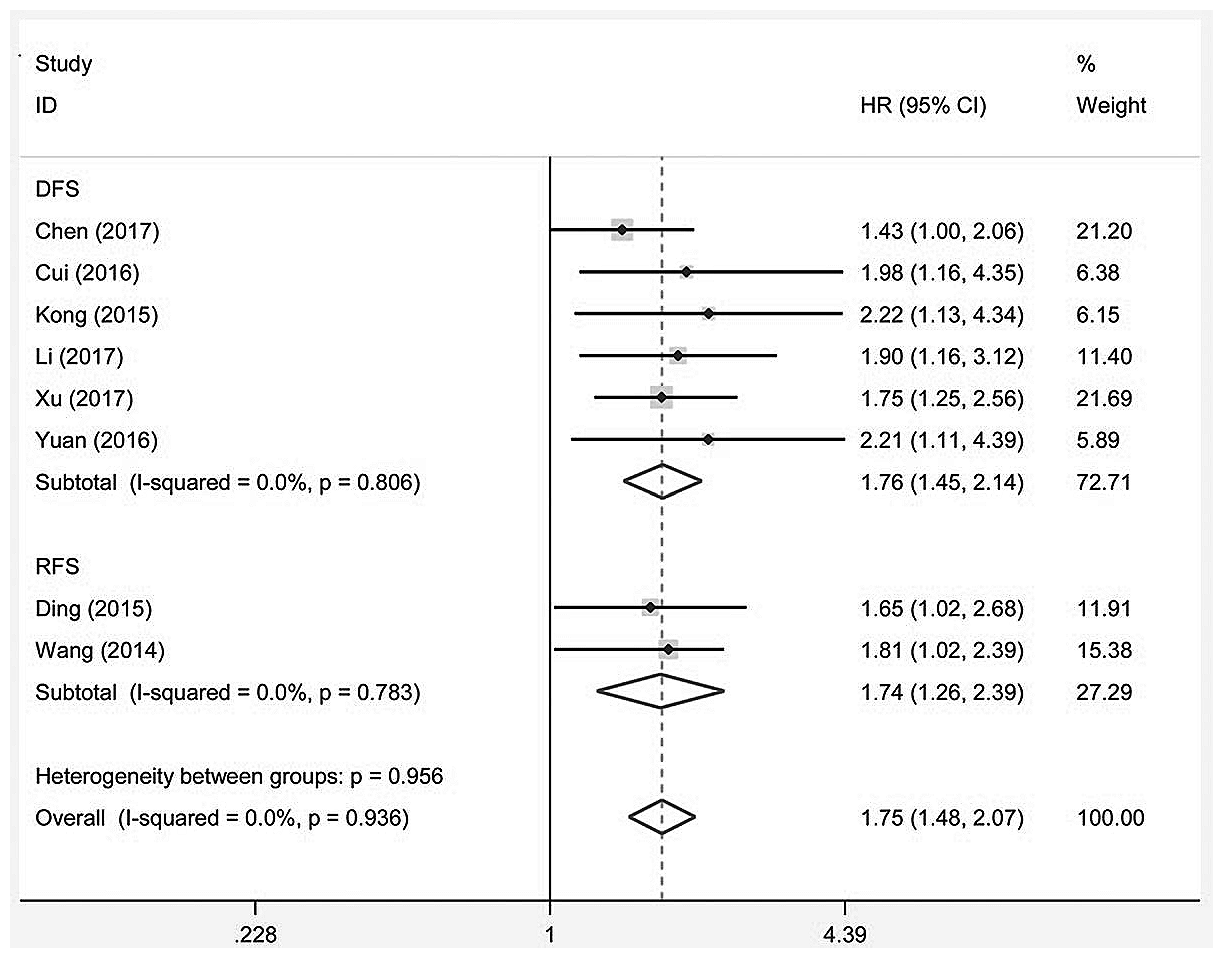 Study %
ID HR (95% CI) Weight
DFS
Chen (2017) 1.43 (1.00, 2.06) 21.20
Cui (2016) 1.98 (1.16, 4.35) 6.38
Kong (2015) 2.22 (1.13, 4.34) 6.15
Li (2017) 1.90 (1.16, 3.12) 11.40
Xu (2017) 1.75 (1.25, 2.56) 21.69
Yuan (2016) 2.21 (1.11, 4.39) 5.89
Subtotal (I-squared = 0.0%, p = 0.806) 1.76 (1.45, 2.14) 72.71
RFS
Ding (2015) 1.65 (1.02, 2.68) 11.91
Wang (2014) 1.81 (1.02, 2.39) 15.38
Subtotal (I-squared = 0.0%, p = 0.783) 1.74 (1.26, 2.39) 27.29
Heterogeneity between groups: p = 0.956
Overall (I-squared = 0.0%, p = 0.936) 1.75 (1.48, 2.07) 100.00
.228 1 4.39